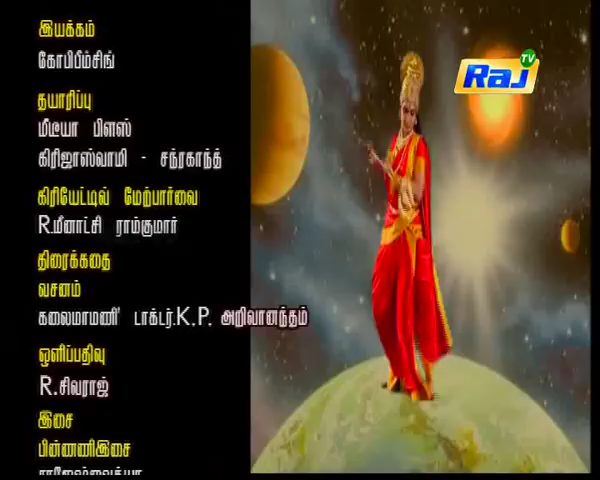 இயக்கம்
கோபிபீம்சிங்
தயாரிப்பு
மீடீயா பிளஸ்
கிரிஜாஸ்வாமி - சந்ரகாந்த்
கிரியேட்டிவ் மேற்பார்வை
R.மீனாட்சி ராம்குமார்
திரைக்கதை
வசனம்
கலைமாமணி டாக்டர்.K.P. அறிவானந்தம்
ஒளிப்பதிவு
R.சிவராஜ்
இசை
பின்னணிஇசை
Raj TV